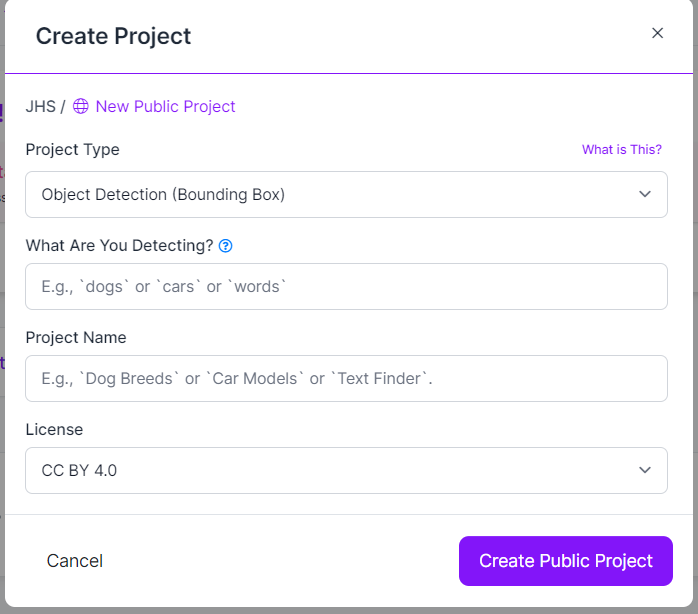 Create Project
JHS / New Public Project
Project Type What is This?
Object Detection (Bounding Box)
What Are You Detecting?
E.g., `dogs` or `cars` or `words`
Project Name
E.g., `Dog Breeds` or `Car Models` or `Text Finder`.
License
CC BY 4.0
Cancel Create Public Project